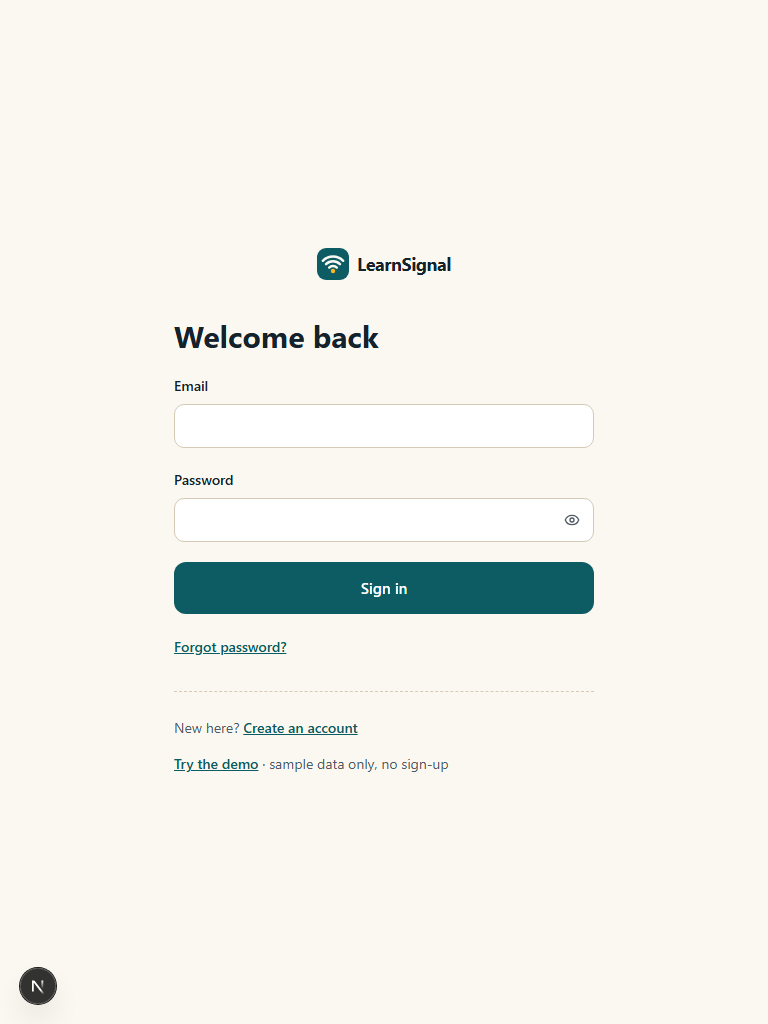 LearnSignal
Welcome back
Email
Password
Sign in
Forgot password?
New here? Create an account
Try the demo · sample data only, no sign-up
N